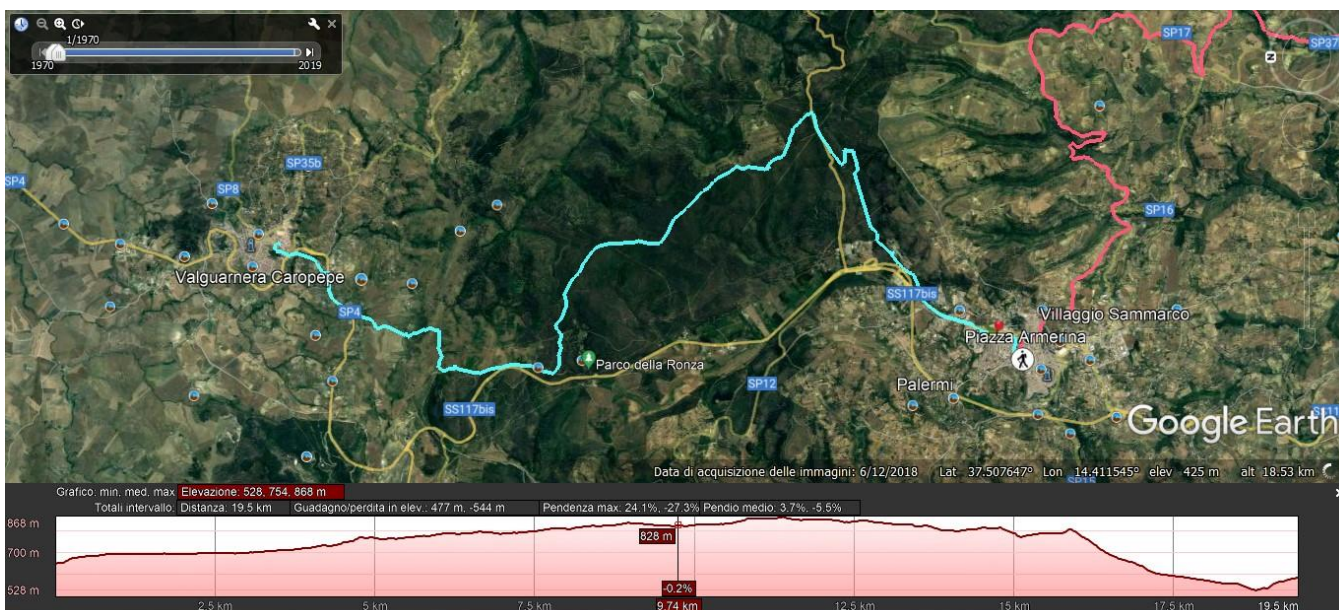 1/1970
1970
2019
SP17
SP37
SP35b
SP4
SP8
SP16
Valguarnera Caropepe
SP4
SS117bis
Villaggio Sammarco
Piazza Armerina
Parco della Ronza
SP12
Palermi
SS117bis
Google Earth
Data di acquisizione delle immagini: 6/12/2018 Lat 37.507647° Lon 14.411545° elev 425 m alt 18.53 km
SP15
Grafico: min. med. max Elevazione: 528, 754, 868 m
Totali intervallo: Distanza: 19.5 km Guadagno/perdita in elev.: 477 m. -544 m Pendenza max. 24.1%, -27.3% Pendio medio: 3.7%, -5.5%
868 m
828 m
700 m
528 m
-0.2%
2.5 km 5 km 7.5 km 9.74 km 12.5 km 15 km 17.5 km 19.5 km